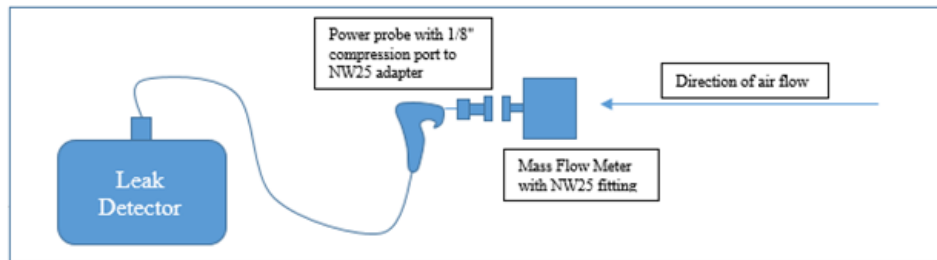 Power probe with 1/8"
compression port to
NW25 adapter
Direction of air flow
Leak
Detector
Mass Flow Meter
with NW25 fitting